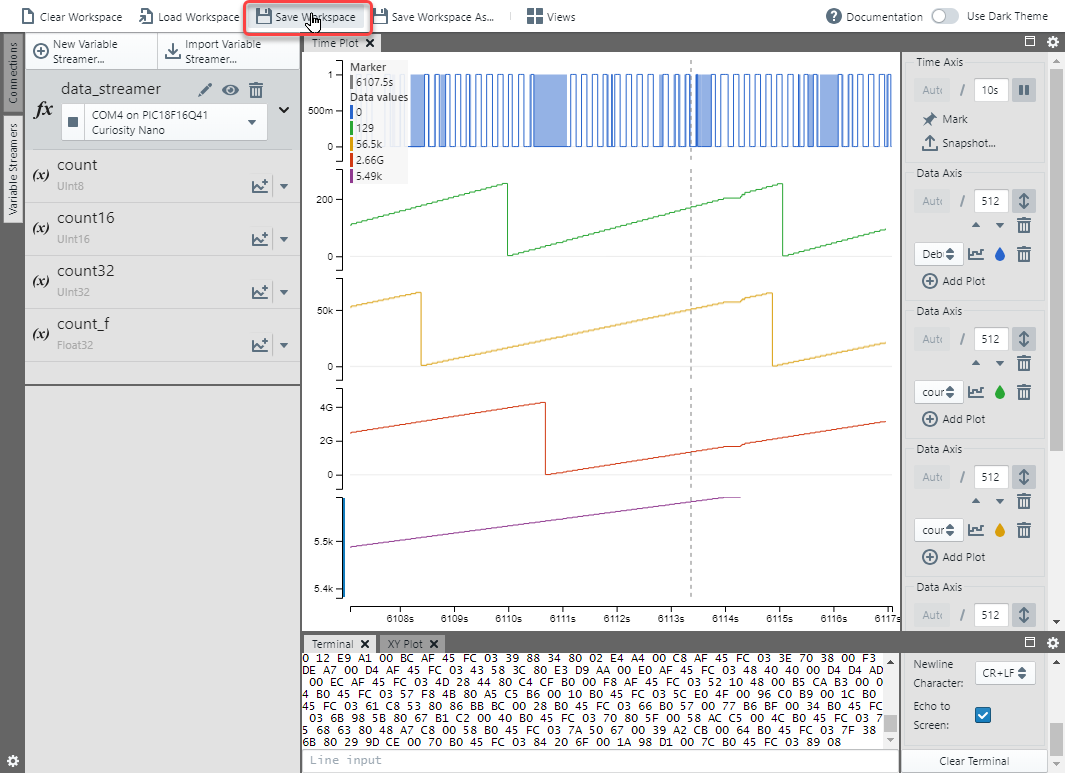 Clear Workspace
Load Workspace
Save Workspace
Save Workspace As...
Views
Documentation
Use Dark Theme
Connections
Variable Streamers
New Variable
Streamer...
Import Variable
Streamer...
data_streamer
fx
COM4 on PIC18F16Q41
Curiosity Nano
(x)
count
UInt8
(x)
count16
UInt16
(x)
count32
UInt32
(x)
count_f
Float32
Time Plot
Marker
6107.5s
Data values
0
129
56.5k
2.66G
5.49k
1
500m
0
200
0
50k
0
4G
2G
0
5.5k
5.4k
6108s
6109s
6110s
6111s
6112s
6113s
6114s
6115s
6116s
6117s
Time Axis
/
10s
Mark
Snapshot...
Data Axis
/
512
Deb
Add Plot
Data Axis
/
512
cour
Add Plot
Data Axis
/
512
cour
Add Plot
Data Axis
/
512
Terminal
XY Plot
0 12 E9 A1 00 BC AF 45 FC 03 39 88 34 80 02 E4 A4 00 C8 AF 45 FC 03 3E 70 38 00 F3
DE A7 00 D4 AF 45 FC 03 43 58 3C 80 E3 D9 AA 00 E0 AF 45 FC 03 48 40 40 00 D4 D4 AD
00 EC AF 45 FC 03 4D 28 44 80 C4 CF B0 00 F8 AF 45 FC 03 52 10 48 00 B5 CA B3 00 0
4 B0 45 FC 03 57 F8 4B 80 A5 C5 B6 00 10 B0 45 FC 03 5C E0 4F 00 96 C0 B9 00 1C B0
45 FC 03 61 C8 53 80 86 BB BC 00 28 B0 45 FC 03 66 B0 57 00 77 B6 BF 00 34 B0 45 FC
03 6B 98 5B 80 67 B1 C2 00 40 B0 45 FC 03 70 80 5F 00 58 AC C5 00 4C B0 45 FC 03 7
5 68 63 80 48 A7 C8 00 58 B0 45 FC 03 7A 50 67 00 39 A2 CB 00 64 B0 45 FC 03 7F 38
6B 80 29 9D CE 00 70 B0 45 FC 03 84 20 6F 00 1A 98 D1 00 7C B0 45 FC 03 89 08
Line input
Newline
Character:
CR+LF
Echo to
Screen:
Clear Terminal